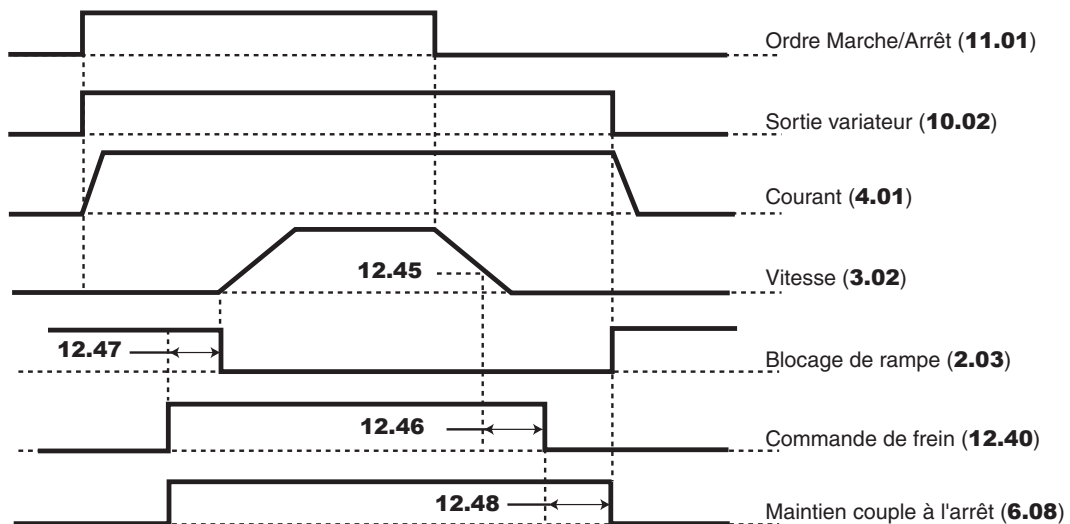 Ordre Marche/Arrêt (11.01)
Sortie variateur (10.02)
Courant (4.01)
12.45
Vitesse (3.02)
12.47
Blocage de rampe (2.03)
12.46
Commande de frein (12.40)
12.48
Maintien couple à l'arrêt (6.08)